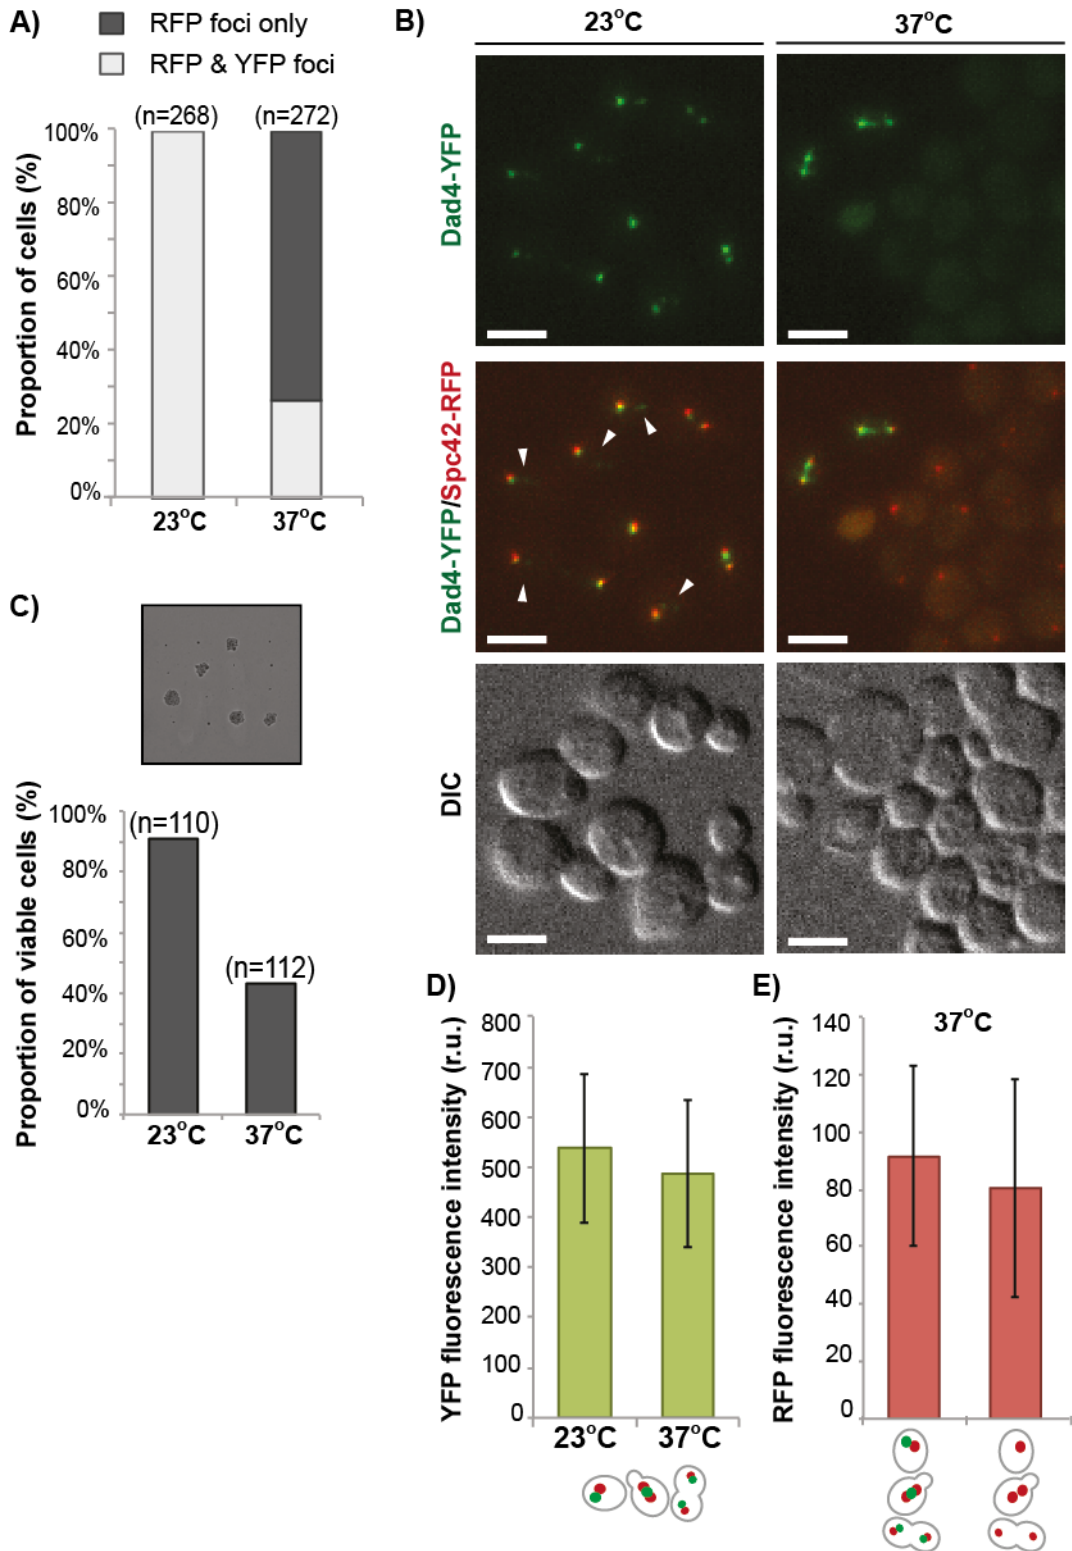 A)
RFP foci only
RFP & YFP foci
(n=268)
(n=272)
100%
80%
60%
40%
20%
0%
Proportion of cells (%)
23°C
37°C
B)
23°C
37°C
Dad4-YFP
Dad4-YFP/Spc42-RFP
DIC
C)
100%
80%
60%
40%
20%
0%
Proportion of viable cells (%)
(n=110)
(n=112)
23°C
37°C
D)
800
700
600
500
400
300
200
100
0
YFP fluorescence intensity (r.u.)
23°C
37°C
E)
37°C
140
120
100
80
60
40
20
0
RFP fluorescence intensity (r.u.)